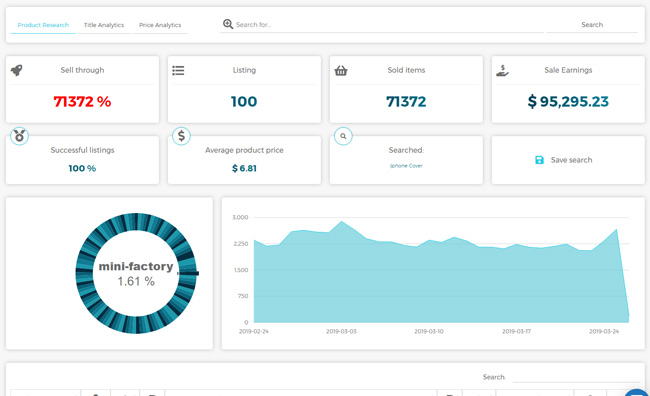 Product Research Title Analytics Price Analytics Search for.. Search
Sell through Listing Sold items Sale Earnings
71372 % 100 71372 $ 95,295.23
Successful listings Average product price Searched: Save search
100 % $ 6.81 Iphone Cover
mini-factory
1.61 %
3,000
2,250
1,500
750
0
2019-02-24 2019-03-03 2019-03-10 2019-03-17 2019-03-24
Search: